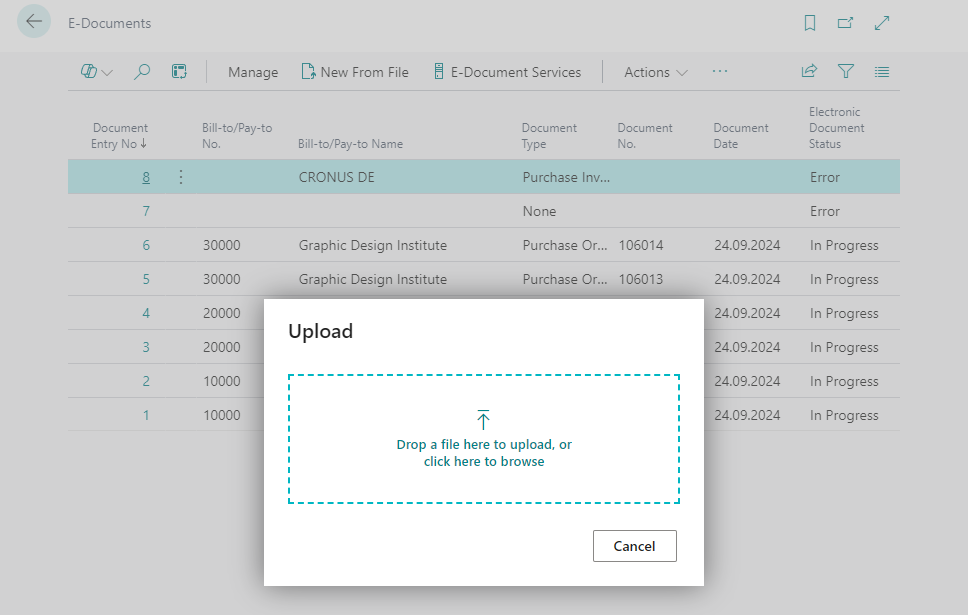 E-Documents
Manage New From File E-Document Services Actions
Document Entry No↓ Bill-to/Pay-to No. Bill-to/Pay-to Name Document Type Document No. Document Date Electronic Document Status
8 CRONUS DE Purchase Inv... Error
7 None Error
6 30000 Graphic Design Institute Purchase Or... 106014 24.09.2024 In Progress
5 30000 Graphic Design Institute Purchase Or... 106013 24.09.2024 In Progress
4 20000 24.09.2024 In Progress
3 20000 24.09.2024 In Progress
2 10000 24.09.2024 In Progress
1 10000 24.09.2024 In Progress
Upload
Drop a file here to upload, or
click here to browse
Cancel